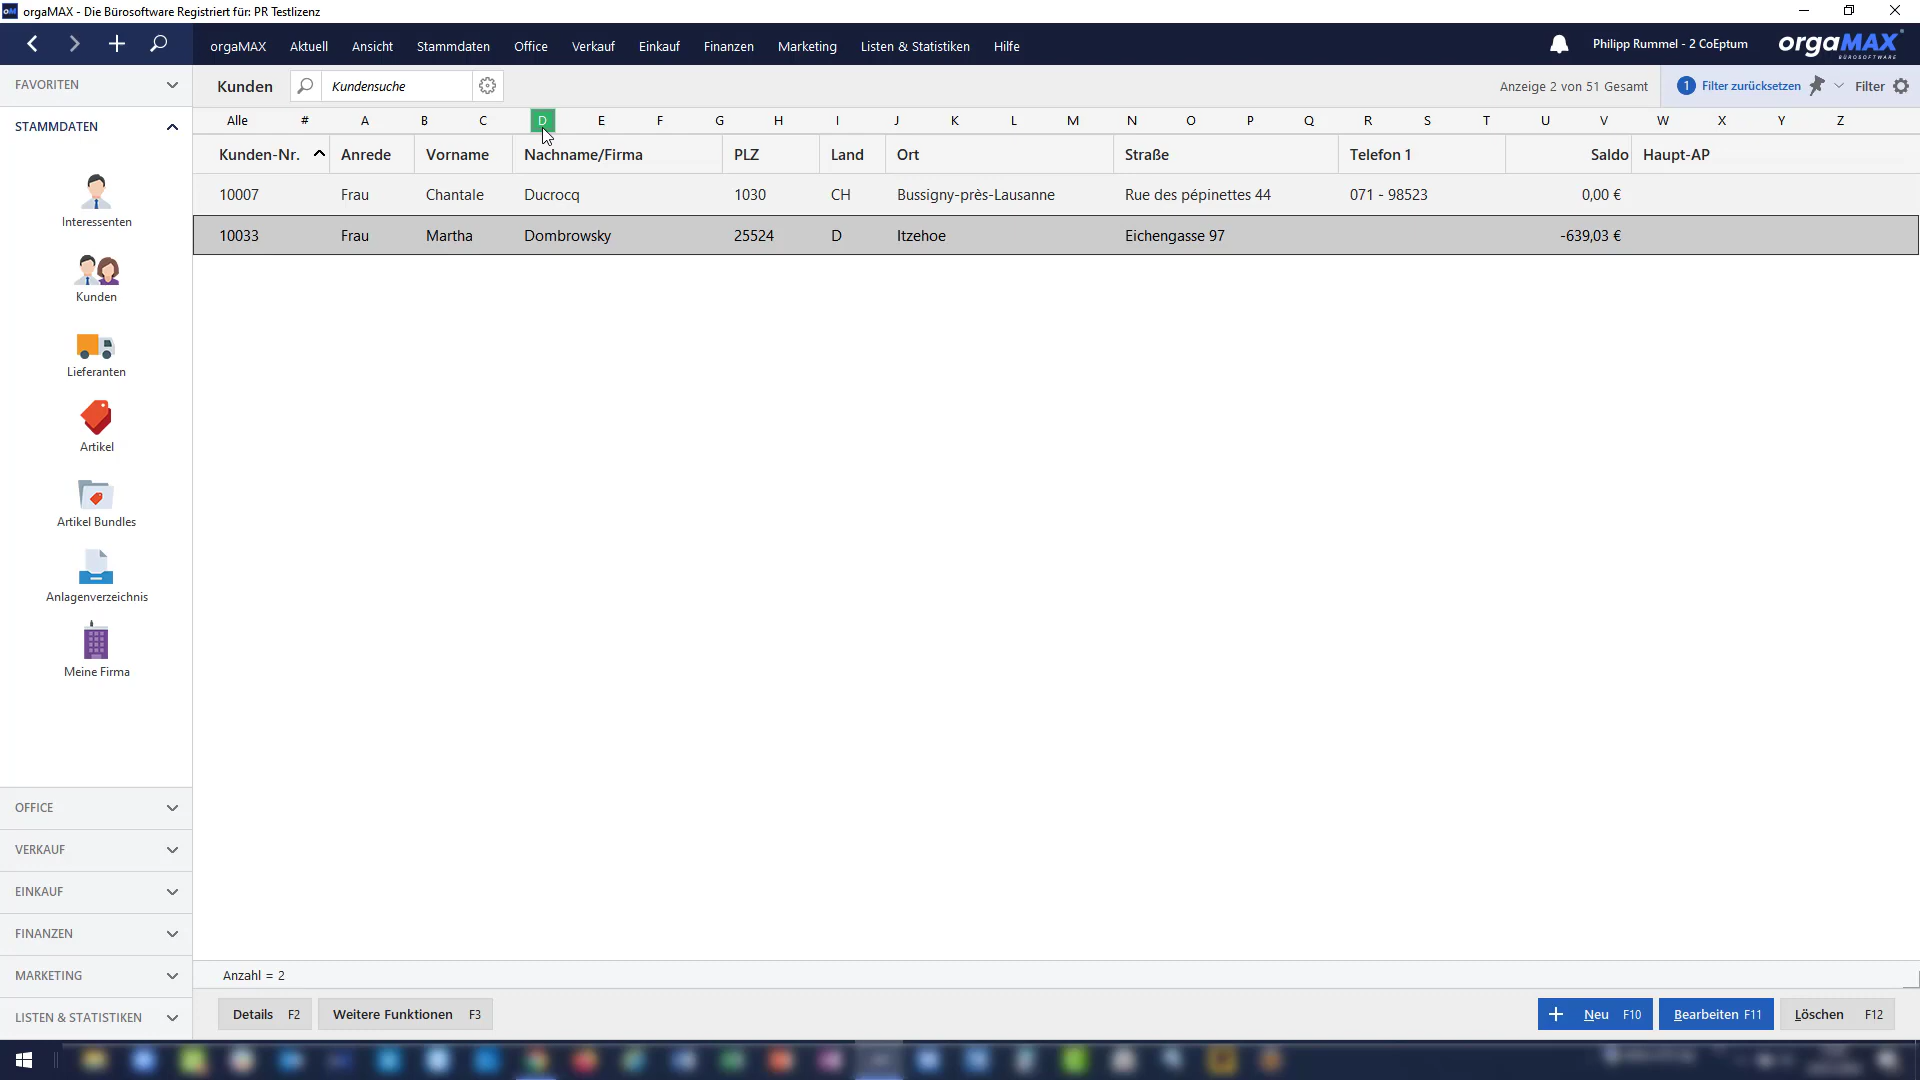 orgaMAX - Die Bürosoftware Registriert für: PR Testlizenz
orgaMAX Aktuell Ansicht Stammdaten Office Verkauf Einkauf Finanzen Marketing Listen & Statistiken Hilfe
Philipp Rummel - 2 CoEptum
orgaMAX
BÜROSOFTWARE
FAVORITEN
Kunden Kundensuche Anzeige 2 von 51 Gesamt 1 Filter zurücksetzen Filter
Alle # A B C D E F G H I J K L M N O P Q R S T U V W X Y Z
STAMMDATEN
Kunden-Nr. Anrede Vorname Nachname/Firma PLZ Land Ort Straße Telefon 1 Saldo Haupt-AP
10007 Frau Chantale Ducrocq 1030 CH Bussigny-près-Lausanne Rue des pépinettes 44 071 - 98523 0,00 €
10033 Frau Martha Dombrowsky 25524 D Itzehoe Eichengasse 97 -639,03 €
Interessenten
Kunden
Lieferanten
Artikel
Artikel Bundles
Anlagenverzeichnis
Meine Firma
OFFICE
VERKAUF
EINKAUF
FINANZEN
MARKETING
LISTEN & STATISTIKEN
Anzahl = 2
Details F2 Weitere Funktionen F3 Neu F10 Bearbeiten F11 Löschen F12